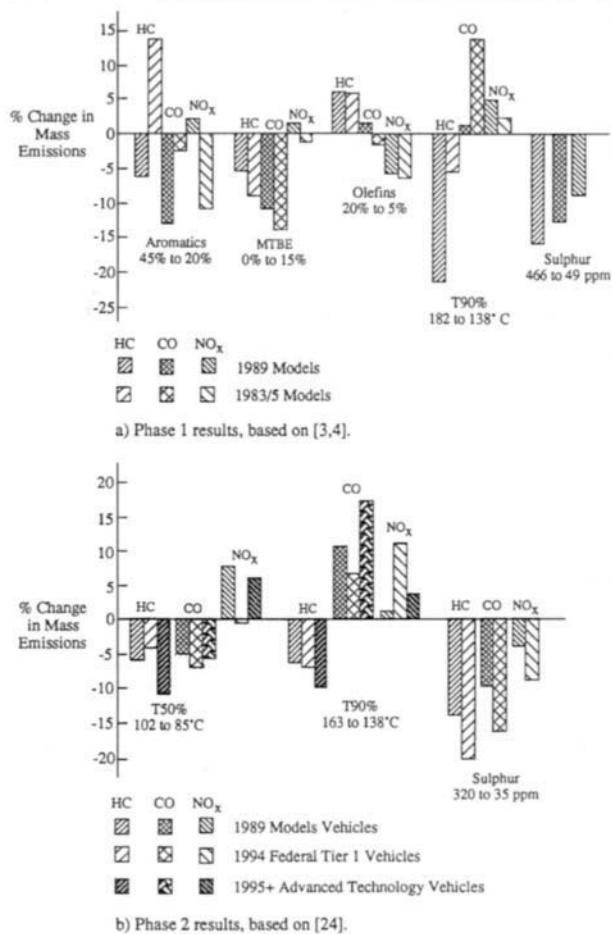 15
10
5
0
-5
-10
-15
-20
-25
% Change in
Mass
Emissions
HC
CO
NOX
Aromatics
45% to 20%
HC CO
NOX
MTBE
0% to 15%
HC
CO
NOX
Olefins
20% to 5%
HC
CO
NOX
T90%
182 to 138° C
Sulphur
466 to 49 ppm
HC CO NOX
1989 Models
1983/5 Models
a) Phase 1 results, based on [3,4].
20
15
10
5
0
-5
-10
-15
-20
% Change
in Mass
Emissions
HC
CO
NOX
T50%
102 to 85°C
HC
CO
NOX
T90%
163 to 138°C
HC
CO
NOX
Sulphur
320 to 35 ppm
HC CO NOX
1989 Models Vehicles
1994 Federal Tier 1 Vehicles
1995+ Advanced Technology Vehicles
b) Phase 2 results, based on [24].